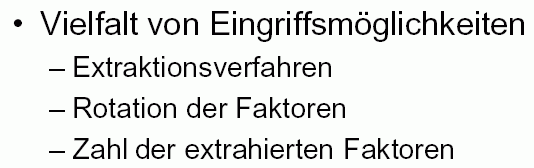 • Vielfalt von Eingriffsmöglichkeiten
– Extraktionsverfahren
– Rotation der Faktoren
– Zahl der extrahierten Faktoren